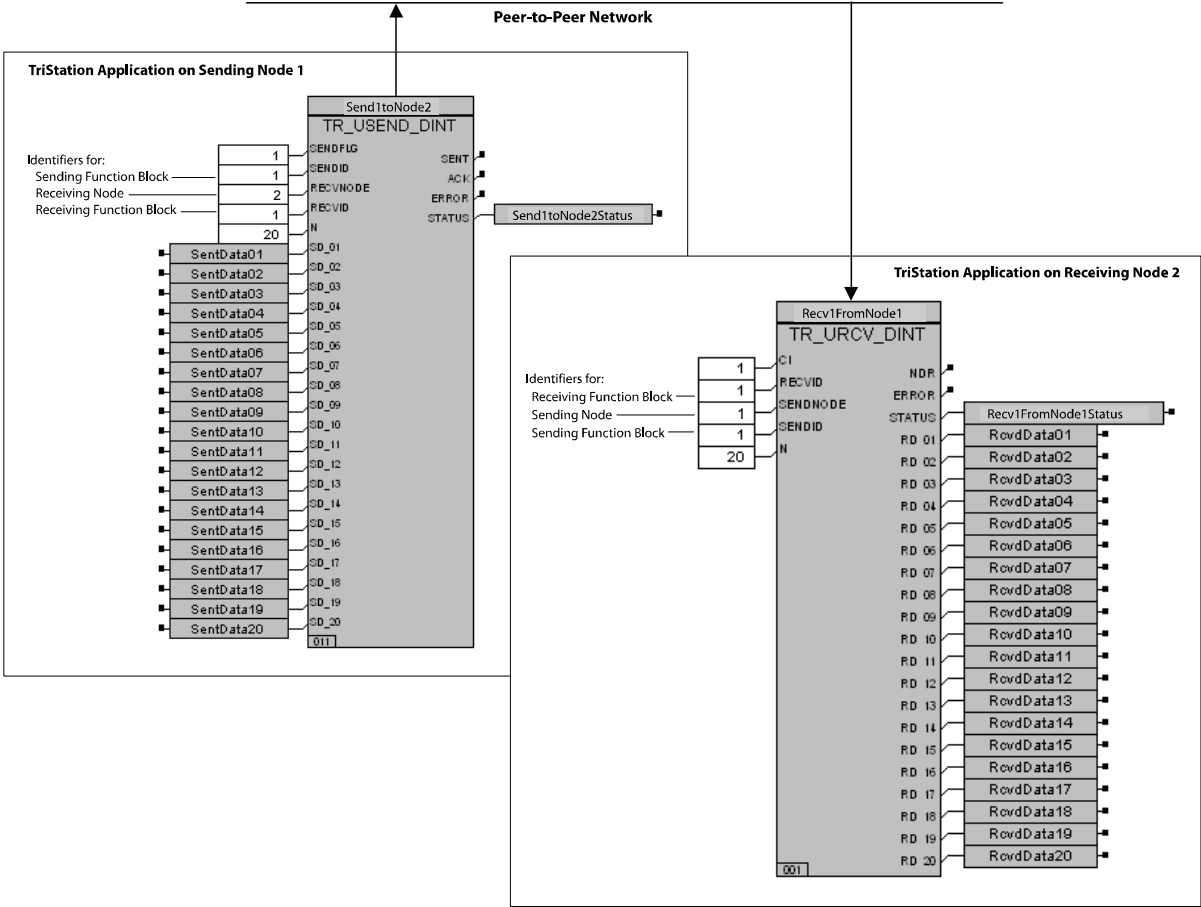 Peer-to-Peer Network
TriStation Application on Sending Node 1
Send1toNode2
TR_USEND_DINT
Identifiers for:
Sending Function Block
Receiving Node
Receiving Function Block
1
1
2
1
20
SENDFLG
SENDID
RECVNODE
RECVID
N
SENT
ACK
ERROR
STATUS
Send1toNode2Status
SentData01
SentData02
SentData03
SentData04
SentData05
SentData06
SentData07
SentData08
SentData09
SentData10
SentData11
SentData12
SentData13
SentData14
SentData15
SentData16
SentData17
SentData18
SentData19
SentData20
SD_01
SD_02
SD_03
SD_04
SD_05
SD_06
SD_07
SD_08
SD_09
SD_10
SD_11
SD_12
SD_13
SD_14
SD_15
SD_16
SD_17
SD_18
SD_19
SD_20
011
TriStation Application on Receiving Node 2
Recv1FromNode1
TR_URCV_DINT
Identifiers for:
Receiving Function Block
Sending Node
Sending Function Block
1
1
1
1
20
CI
RECVID
SENDNODE
SENDID
N
NDR
ERROR
STATUS
RD 01
RD 02
RD 03
RD 04
RD 05
RD 06
RD 07
RD 08
RD 09
RD 10
RD 11
RD 12
RD 13
RD 14
RD 15
RD 16
RD 17
RD 18
RD 19
RD 20
Recv1FromNode1Status
RcvdData01
RcvdData02
RcvdData03
RcvdData04
RcvdData05
RcvdData06
RcvdData07
RcvdData08
RcvdData09
RcvdData10
RcvdData11
RcvdData12
RcvdData13
RcvdData14
RcvdData15
RcvdData16
RcvdData17
RcvdData18
RcvdData19
RcvdData20
001